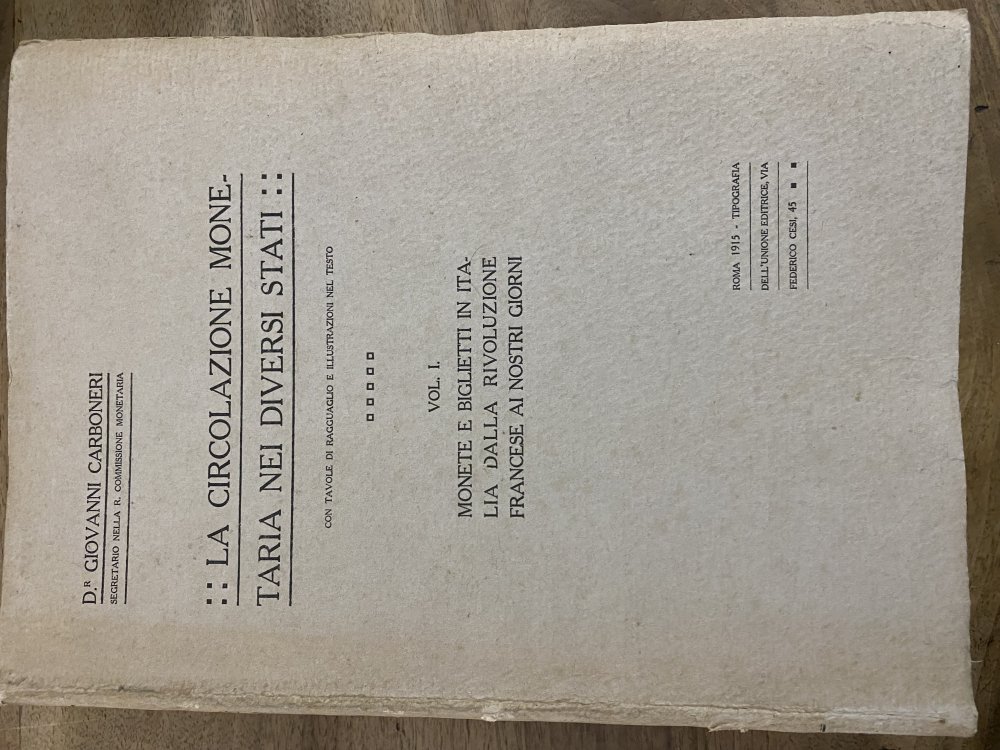 D.ʳ GIOVANNI CARBONERI
SEGRETARIO NELLA R. COMMISSIONE MONETARIA
:: LA CIRCOLAZIONE MONE-
TARIA NEI DIVERSI STATI ::
CON TAVOLE DI RAGGUAGLIO E ILLUSTRAZIONI NEL TESTO
VOL. I.
MONETE E BIGLIETTI IN ITA-
LIA DALLA RIVOLUZIONE
FRANCESE AI NOSTRI GIORNI
ROMA 1915 - TIPOGRAFIA
DELL'UNIONE EDITRICE, VIA
FEDERICO CESI, 45